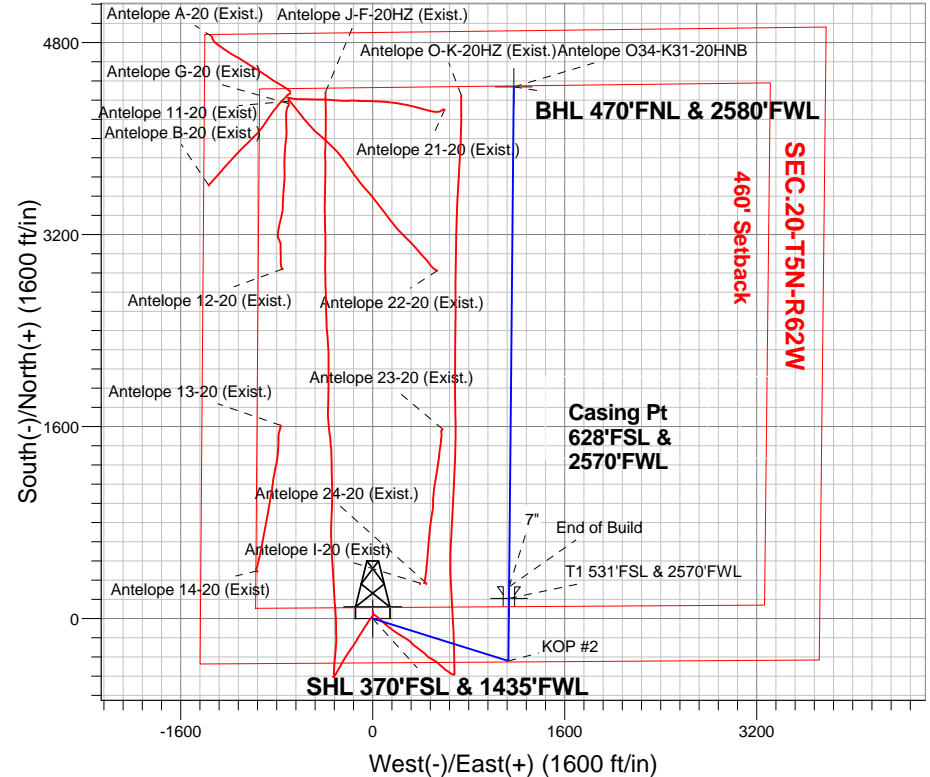 Antelope A-20 (Exist.)
Antelope J-F-20HZ (Exist.)
4800
Antelope O-K-20HZ (Exist.)
Antelope O34-K31-20HNB
Antelope G-20 (Exist)
BHL 470'FNL & 2580'FWL
Antelope 11-20 (Exist)
Antelope B-20 (Exist.)
Antelope 21-20 (Exist.)
SEC.20-T5N-R62W
460' Setback
3200
Antelope 12-20 (Exist.)
Antelope 22-20 (Exist.)
South(-)/North(+) (1600 ft/in)
Antelope 23-20 (Exist.)
Antelope 13-20 (Exist.)
Casing Pt
628'FSL &
2570'FWL
1600
Antelope 24-20 (Exist.)
7"
End of Build
Antelope I-20 (Exist)
T1 531'FSL & 2570'FWL
Antelope 14-20 (Exist)
0
KOP #2
SHL 370'FSL & 1435'FWL
-1600
0
1600
3200
West(-)/East(+) (1600 ft/in)